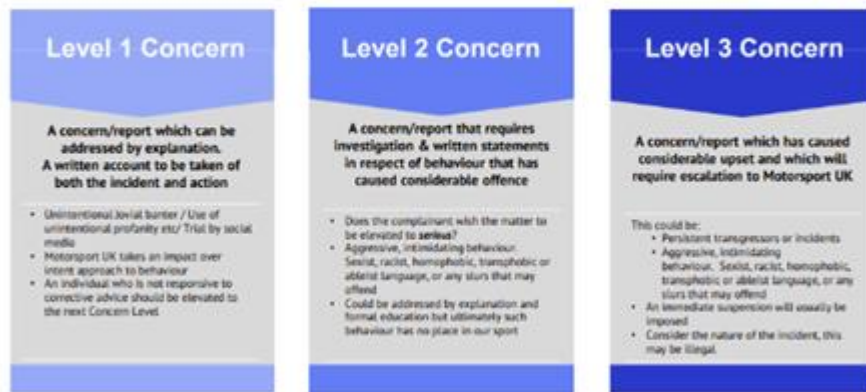 Level 1 Concern
A concern/report which can be
addressed by explanation.
A written account to be taken of
both the incident and action
• Unintentional Jovial banter / Use of
unintentional profanity etc/ Trial by social
media
• Motorsport UK takes an impact over
intent approach to behaviour
• An individual who is not responsive to
corrective advice should be elevated to
the next Concern Level
Level 2 Concern
A concern/report that requires
investigation & written statements
in respect of behaviour that has
caused considerable offence
• Does the complainant wish the matter to
be elevated to serious?
• Aggressive, intimidating behaviour.
Sexist, racist, homophobic, transphobic or
ableist language, or any slurs that may
offend
• Could be addressed by explanation and
formal education but ultimately such
behaviour has no place in our sport
Level 3 Concern
A concern/report which has caused
considerable upset and which will
require escalation to Motorsport UK
This could be:
• Persistent transgressors or incidents
• Aggressive, intimidating
behaviour. Sexist, racist, homophobic,
transphobic or ableist language, or any
slurs that may offend
• An immediate suspension will usually be
imposed
• Consider the nature of the incident, this
may be illegal